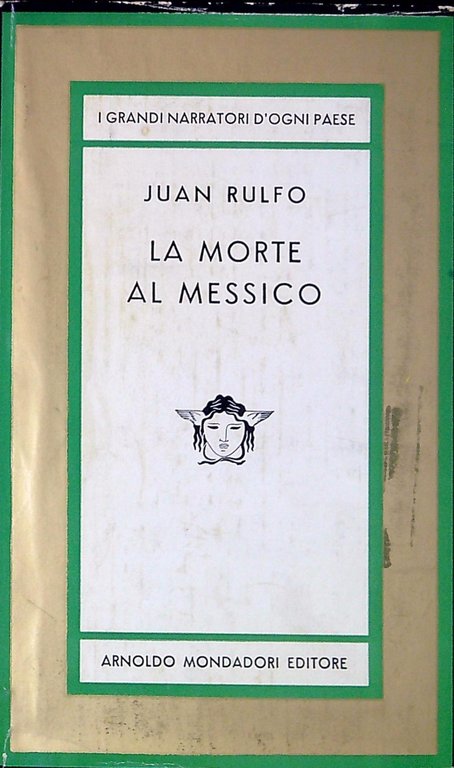 I GRANDI NARRATORI D'OGNI PAESE
JUAN RULFO
LA MORTE
AL MESSICO
ARNOLDO MONDADORI EDITORE